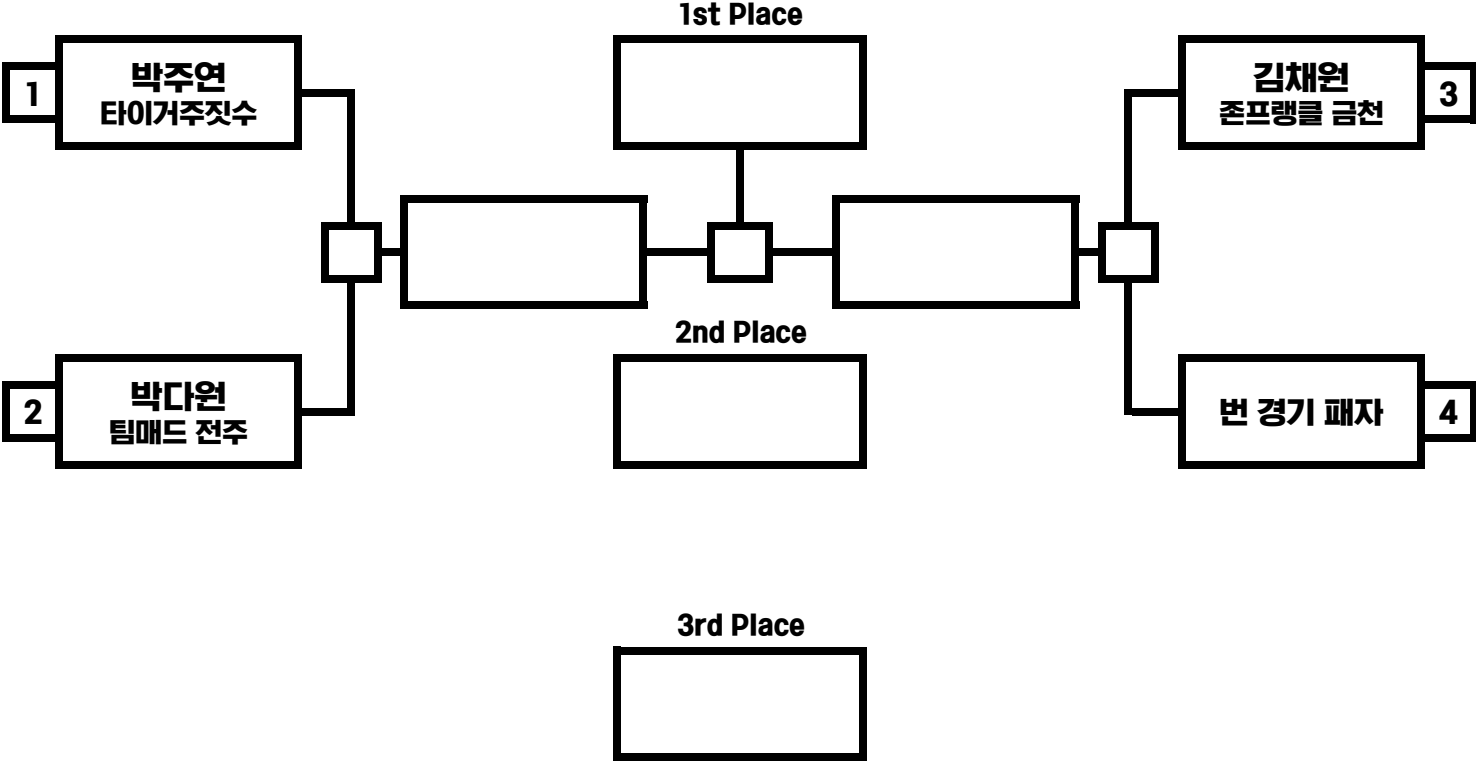 1st Place
1
박주연
타이거주짓수
김채원
존프랭클 금천
3
2nd Place
2
박다원
팀매드 전주
번 경기 패자
4
3rd Place